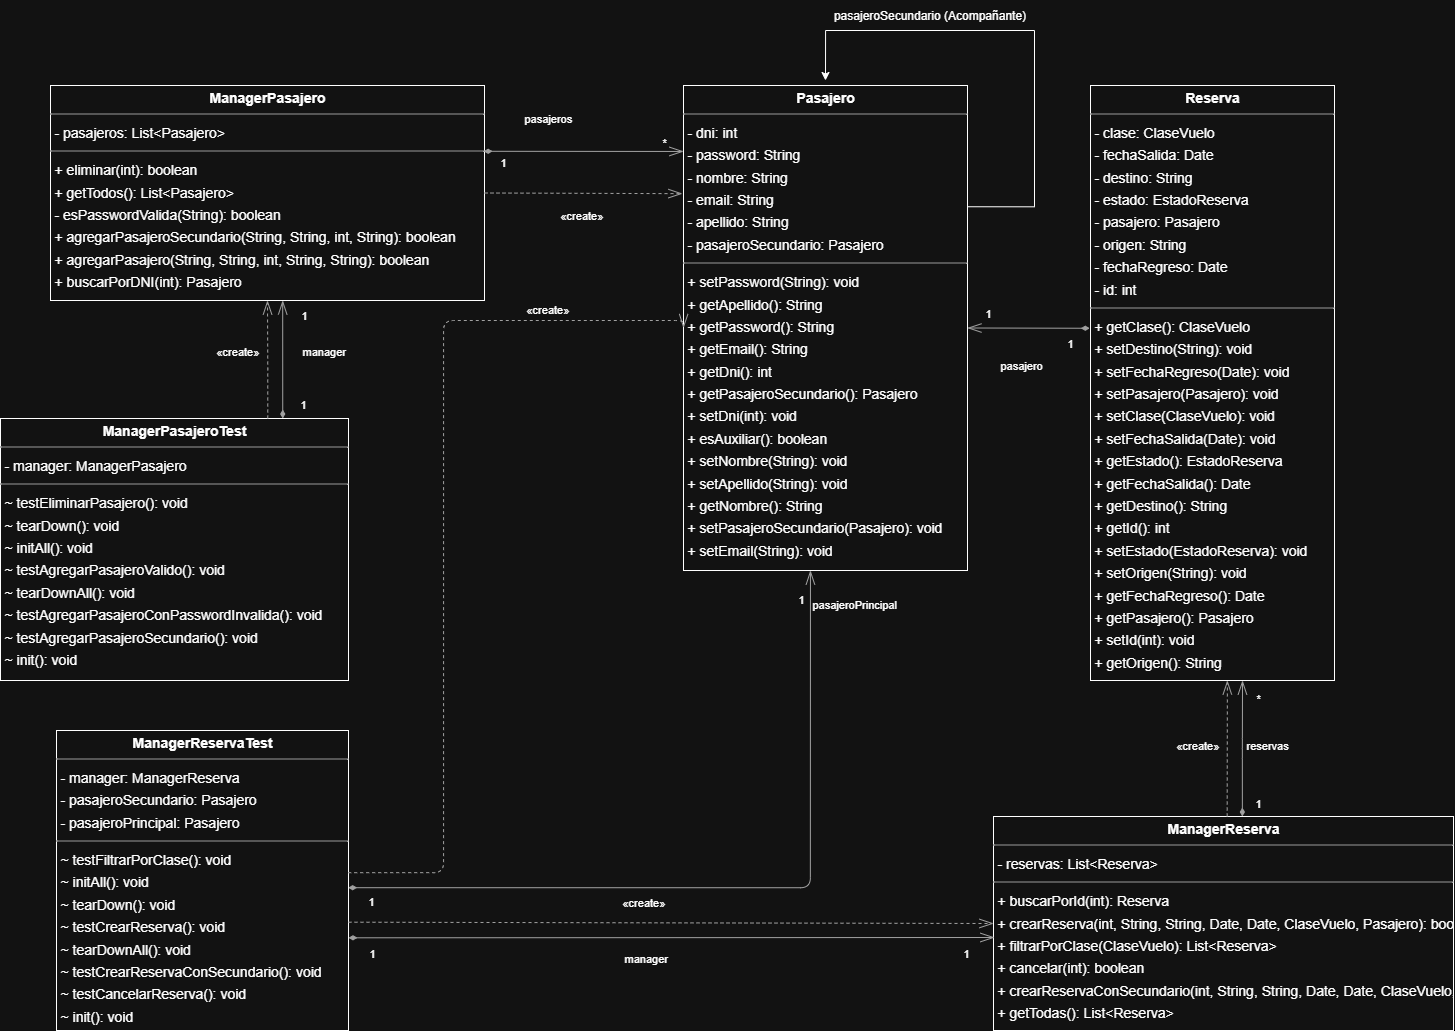 pasajeroSecundario (Acompañante)
ManagerPasajero
- pasajeros: List<Pasajero>
+ eliminar(int): boolean
+ getTodos(): List<Pasajero>
- esPasswordValida(String): boolean
+ agregarPasajeroSecundario(String, String, int, String): boolean
+ agregarPasajero(String, String, int, String, String): boolean
+ buscarPorDNI(int): Pasajero
pasajeros
*
1
«create»
Pasajero
- dni: int
- password: String
- nombre: String
- email: String
- apellido: String
- pasajeroSecundario: Pasajero
+ setPassword(String): void
+ getApellido(): String
+ getPassword(): String
+ getEmail(): String
+ getDni(): int
+ getPasajeroSecundario(): Pasajero
+ setDni(int): void
+ esAuxiliar(): boolean
+ setNombre(String): void
+ setApellido(String): void
+ getNombre(): String
+ setPasajeroSecundario(Pasajero): void
+ setEmail(String): void
Reserva
- clase: ClaseVuelo
- fechaSalida: Date
- destino: String
- estado: EstadoReserva
- pasajero: Pasajero
- origen: String
- fechaRegreso: Date
- id: int
+ getClase(): ClaseVuelo
+ setDestino(String): void
+ setFechaRegreso(Date): void
+ setPasajero(Pasajero): void
+ setClase(ClaseVuelo): void
+ setFechaSalida(Date): void
+ getEstado(): EstadoReserva
+ getFechaSalida(): Date
+ getDestino(): String
+ getId(): int
+ setEstado(EstadoReserva): void
+ setOrigen(String): void
+ getFechaRegreso(): Date
+ getPasajero(): Pasajero
+ setId(int): void
+ getOrigen(): String
1
1
pasajero
«create»
1
«create»
manager
1
ManagerPasajeroTest
- manager: ManagerPasajero
~ testEliminarPasajero(): void
~ tearDown(): void
~ initAll(): void
~ testAgregarPasajeroValido(): void
~ tearDownAll(): void
~ testAgregarPasajeroConPasswordInvalida(): void
~ testAgregarPasajeroSecundario(): void
~ init(): void
1
pasajeroPrincipal
ManagerReservaTest
- manager: ManagerReserva
- pasajeroSecundario: Pasajero
- pasajeroPrincipal: Pasajero
~ testFiltrarPorClase(): void
~ initAll(): void
~ tearDown(): void
~ testCrearReserva(): void
~ tearDownAll(): void
~ testCrearReservaConSecundario(): void
~ testCancelarReserva(): void
~ init(): void
1
«create»
1
manager
1
*
«create»
reservas
1
ManagerReserva
- reservas: List<Reserva>
+ buscarPorId(int): Reserva
+ crearReserva(int, String, String, Date, Date, ClaseVuelo, Pasajero): boo
+ filtrarPorClase(ClaseVuelo): List<Reserva>
+ cancelar(int): boolean
+ crearReservaConSecundario(int, String, String, Date, Date, ClaseVuelo
+ getTodas(): List<Reserva>